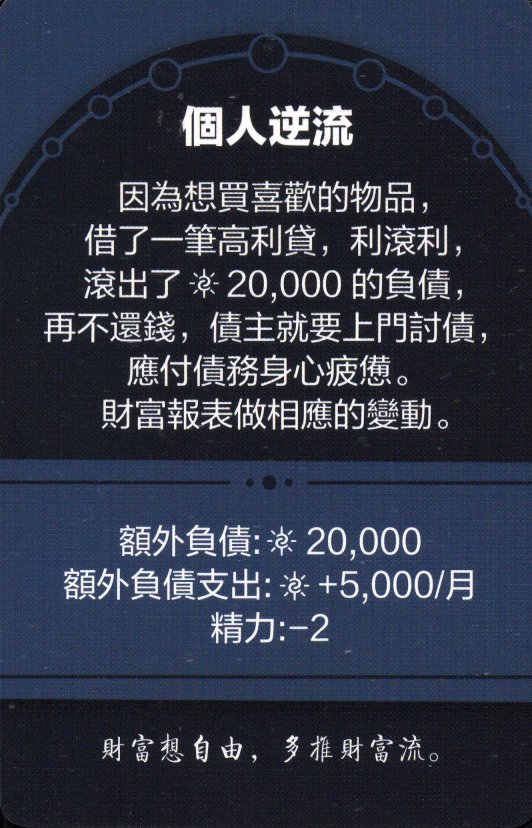 個人逆流
因為想買喜歡的物品，
借了一筆高利貸，利滾利，
滾出了 20,000 的負債，
再不還錢，債主就要上門討債，
應付債務身心疲憊。
財富報表做相應的變動。
額外負債: 20,000
額外負債支出: +5,000/月
精力:−2
財富想自由，多推財富流。